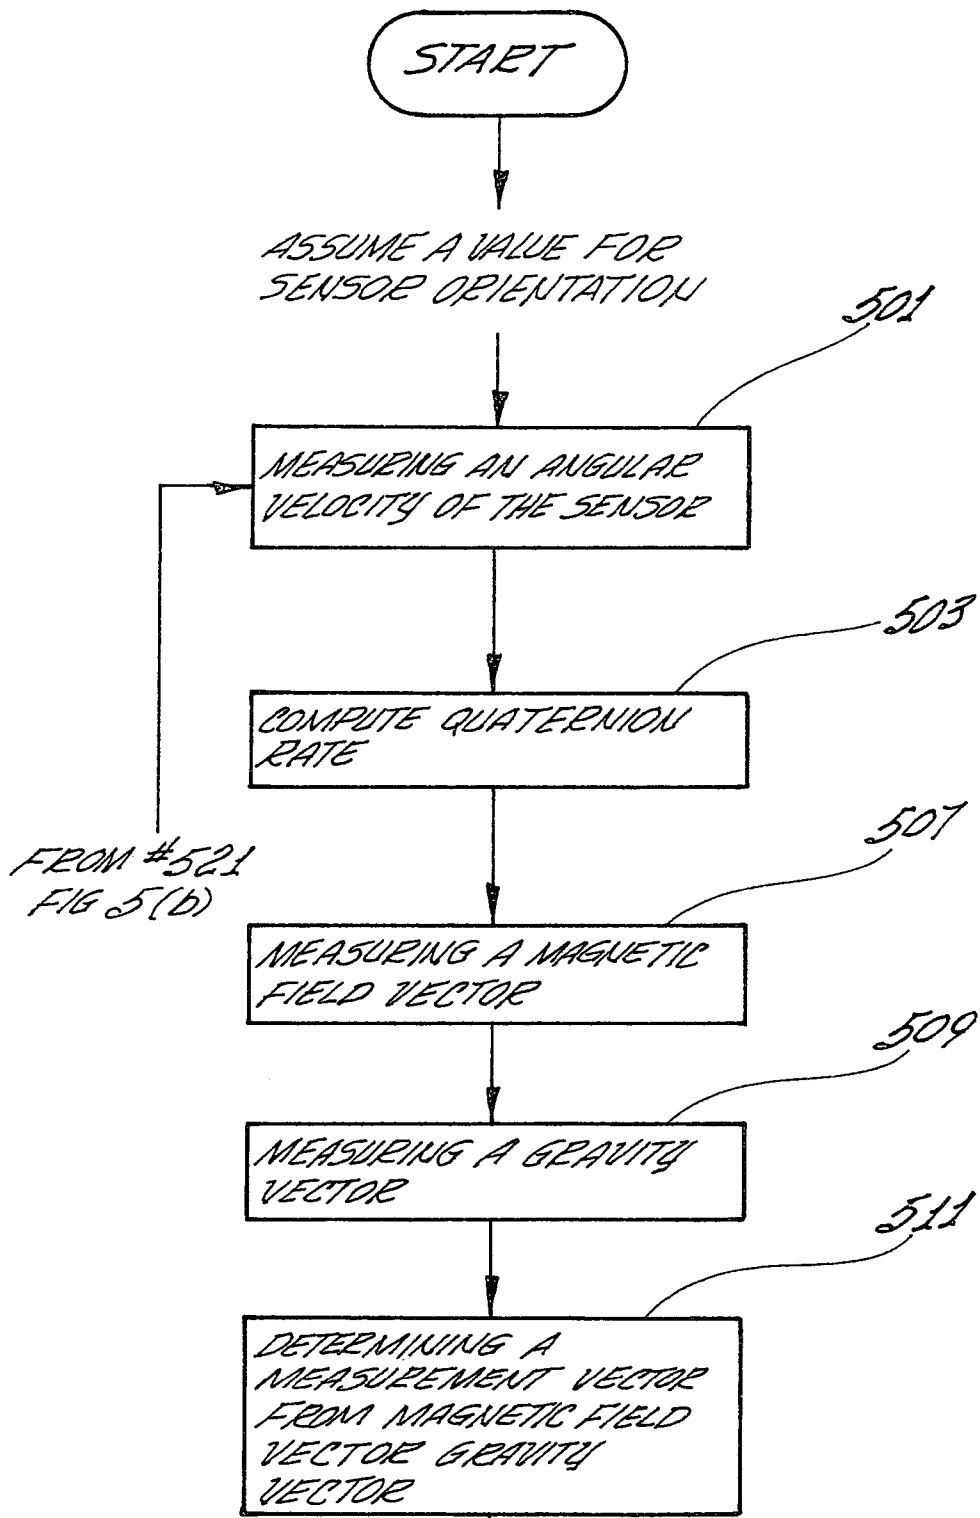 START
ASSUME A VALUE FOR
SENSOR ORIENTATION
501
MEASURING AN ANGULAR
VELOCITY OF THE SENSOR
503
COMPUTE QUATERNION
RATE
FROM #521
FIG 5(b)
507
MEASURING A MAGNETIC
FIELD VECTOR
509
MEASURING A GRAVITY
VECTOR
511
DETERMINING A
MEASUREMENT VECTOR
FROM MAGNETIC FIELD
VECTOR GRAVITY
VECTOR